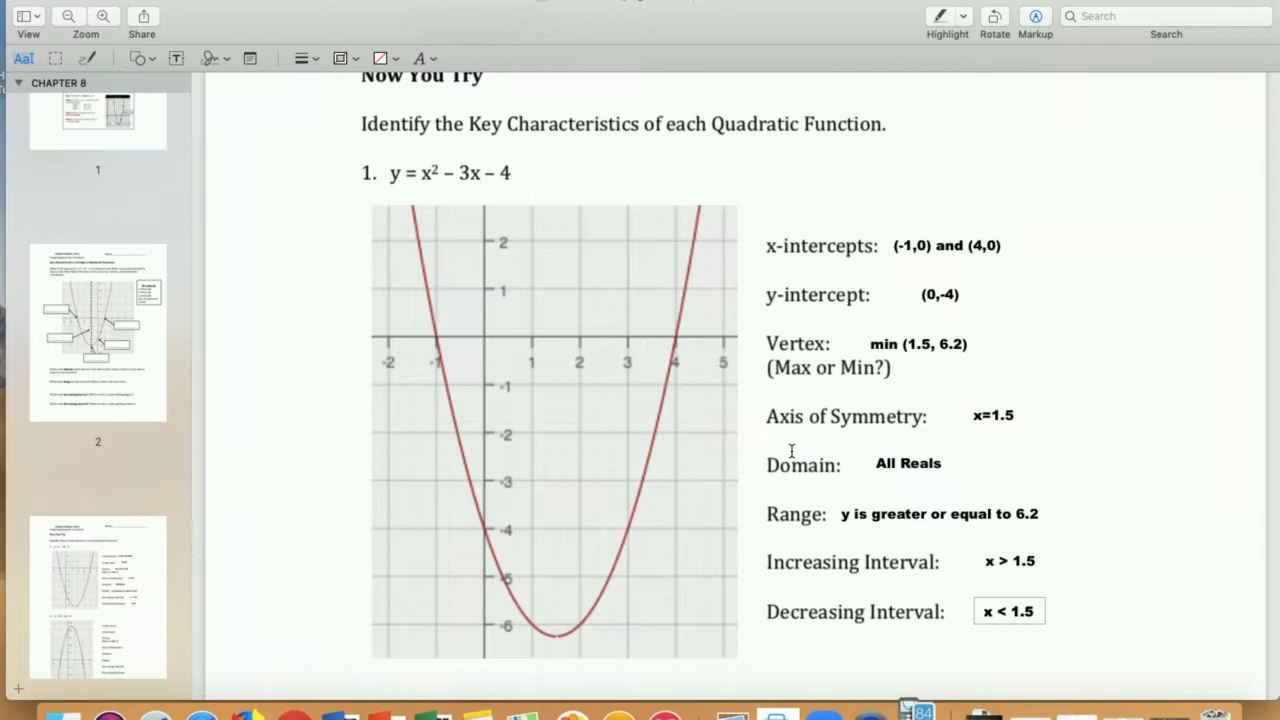 View
Zoom
Share
Highlight
Rotate
Markup
Search
Search
AaI
T
A
CHAPTER 8
1
2
Now You Try
Identify the Key Characteristics of each Quadratic Function.
1. y = x² – 3x – 4
2
1
-2
-1
1
2
3
4
5
-1
-2
-3
-4
-5
-6
x-intercepts: (-1,0) and (4,0)
y-intercept: (0,-4)
Vertex: min (1.5, 6.2)
(Max or Min?)
Axis of Symmetry: x=1.5
Domain: All Reals
Range: y is greater or equal to 6.2
Increasing Interval: x > 1.5
Decreasing Interval: x < 1.5
84